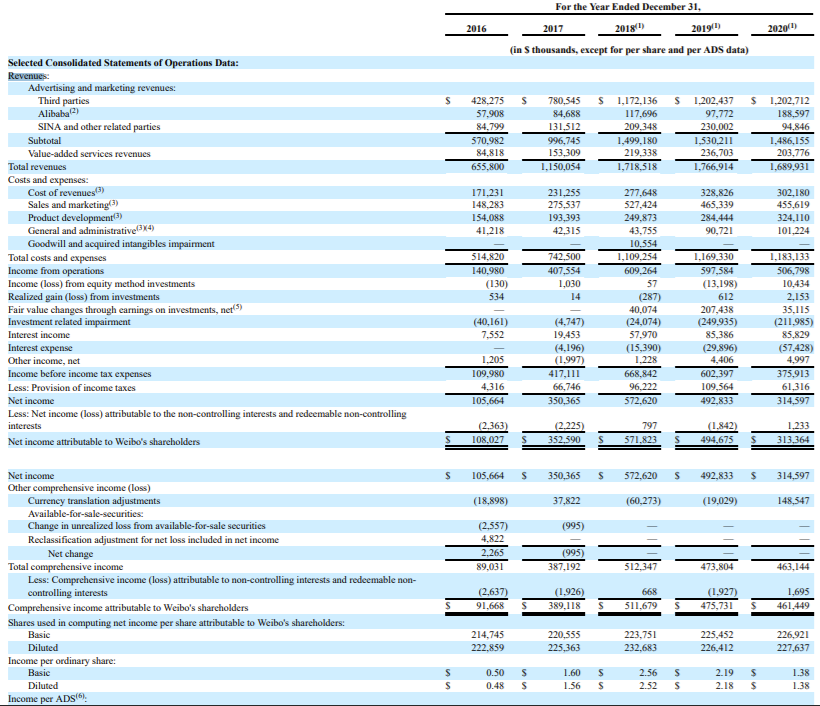 For the Year Ended December 31,
2016 2017 2018(1) 2019(1) 2020(1)
(in $ thousands, except for per share and per ADS data)
Selected Consolidated Statements of Operations Data:
Revenues:
Advertising and marketing revenues:
Third parties $ 428,275 $ 780,545 $ 1,172,136 $ 1,202,437 $ 1,202,712
Alibaba(2) 57,908 84,688 117,696 97,772 188,597
SINA and other related parties 84,799 131,512 209,348 230,002 94,846
Subtotal 570,982 996,745 1,499,180 1,530,211 1,486,155
Value-added services revenues 84,818 153,309 219,338 236,703 203,776
Total revenues 655,800 1,150,054 1,718,518 1,766,914 1,689,931
Costs and expenses:
Cost of revenues(3) 171,231 231,255 277,648 328,826 302,180
Sales and marketing(3) 148,283 275,537 527,424 465,339 455,619
Product development(3) 154,088 193,393 249,873 284,444 324,110
General and administrative(3)(4) 41,218 42,315 43,755 90,721 101,224
Goodwill and acquired intangibles impairment — — 10,554 — —
Total costs and expenses 514,820 742,500 1,109,254 1,169,330 1,183,133
Income from operations 140,980 407,554 609,264 597,584 506,798
Income (loss) from equity method investments (130) 1,030 57 (13,198) 10,434
Realized gain (loss) from investments 534 14 (287) 612 2,153
Fair value changes through earnings on investments, net(5) — — 40,074 207,438 35,115
Investment related impairment (40,161) (4,747) (24,074) (249,935) (211,985)
Interest income 7,552 19,453 57,970 85,386 85,829
Interest expense — (4,196) (15,390) (29,896) (57,428)
Other income, net 1,205 (1,997) 1,228 4,406 4,997
Income before income tax expenses 109,980 417,111 668,842 602,397 375,913
Less: Provision of income taxes 4,316 66,746 96,222 109,564 61,316
Net income 105,664 350,365 572,620 492,833 314,597
Less: Net income (loss) attributable to the non-controlling interests and redeemable non-controlling
interests (2,363) (2,225) 797 (1,842) 1,233
Net income attributable to Weibo's shareholders $ 108,027 $ 352,590 $ 571,823 $ 494,675 $ 313,364
Net income $ 105,664 $ 350,365 $ 572,620 $ 492,833 $ 314,597
Other comprehensive income (loss)
Currency translation adjustments (18,898) 37,822 (60,273) (19,029) 148,547
Available-for-sale-securities:
Change in unrealized loss from available-for-sale securities (2,557) (995) — — —
Reclassification adjustment for net loss included in net income 4,822 — — — —
Net change 2,265 (995) — — —
Total comprehensive income 89,031 387,192 512,347 473,804 463,144
Less: Comprehensive income (loss) attributable to non-controlling interests and redeemable non-
controlling interests (2,637) (1,926) 668 (1,927) 1,695
Comprehensive income attributable to Weibo's shareholders $ 91,668 $ 389,118 $ 511,679 $ 475,731 $ 461,449
Shares used in computing net income per share attributable to Weibo's shareholders:
Basic 214,745 220,555 223,751 225,452 226,921
Diluted 222,859 225,363 232,683 226,412 227,637
Income per ordinary share:
Basic $ 0.50 $ 1.60 $ 2.56 $ 2.19 $ 1.38
Diluted $ 0.48 $ 1.56 $ 2.52 $ 2.18 $ 1.38
Income per ADS(6):